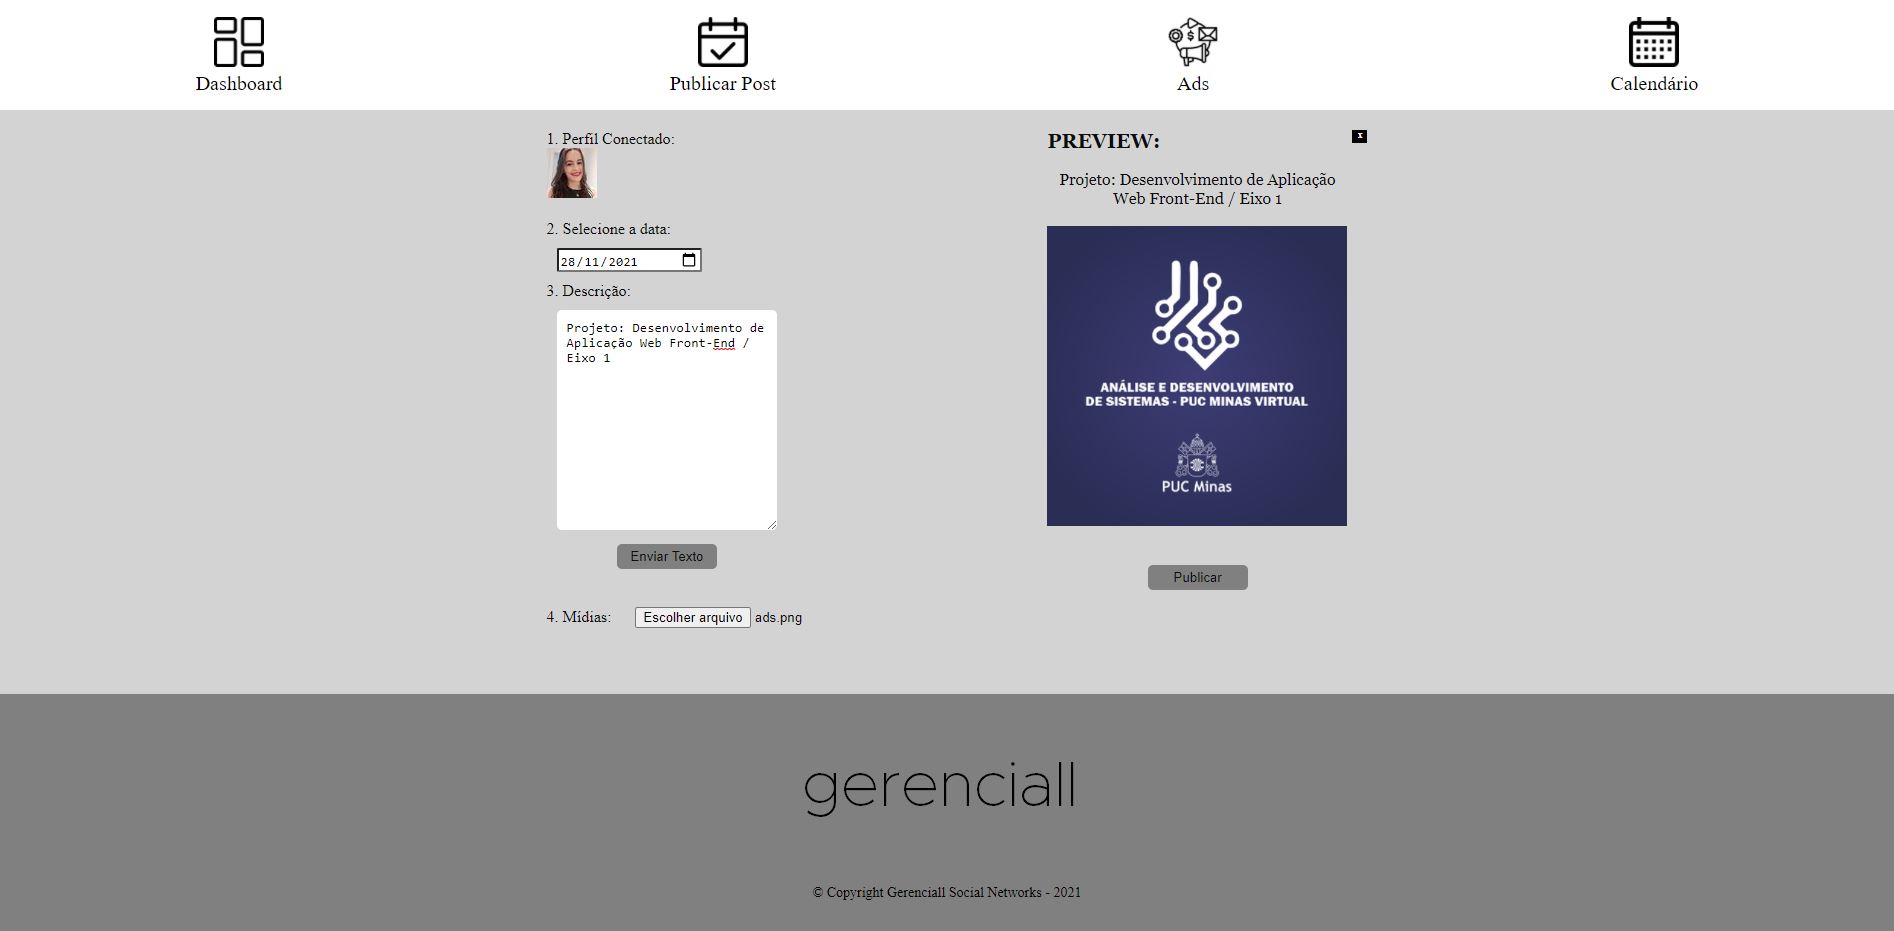 Dashboard
Publicar Post
Ads
Calendário
1. Perfil Conectado:
2. Selecione a data:
28/11/2021
3. Descrição:
Projeto: Desenvolvimento de
Aplicação Web Front-End /
Eixo 1
Enviar Texto
4. Mídias:
Escolher arquivo ads.png
PREVIEW:
x
Projeto: Desenvolvimento de Aplicação
Web Front-End / Eixo 1
ANÁLISE E DESENVOLVIMENTO
DE SISTEMAS - PUC MINAS VIRTUAL
PUC Minas
Publicar
gerenciall
© Copyright Gerenciall Social Networks - 2021